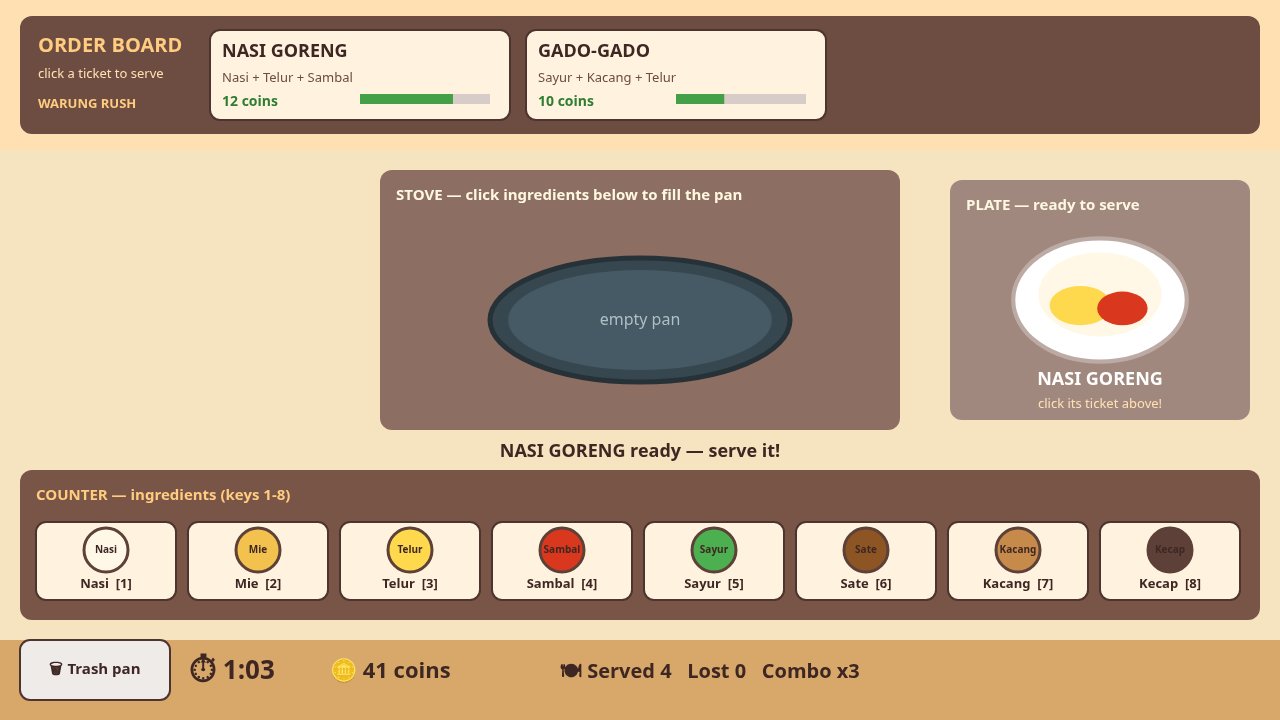 ORDER BOARD
click a ticket to serve
WARUNG RUSH
NASI GORENG
Nasi + Telur + Sambal
12 coins
GADO-GADO
Sayur + Kacang + Telur
10 coins
STOVE — click ingredients below to fill the pan
empty pan
PLATE — ready to serve
NASI GORENG
click its ticket above!
NASI GORENG ready — serve it!
COUNTER — ingredients (keys 1-8)
Nasi
Nasi [1]
Mie
Mie [2]
Telur
Telur [3]
Sambal
Sambal [4]
Sayur
Sayur [5]
Sate
Sate [6]
Kacang
Kacang [7]
Kecap
Kecap [8]
Trash pan
1:03
41 coins
Served 4 Lost 0 Combo x3